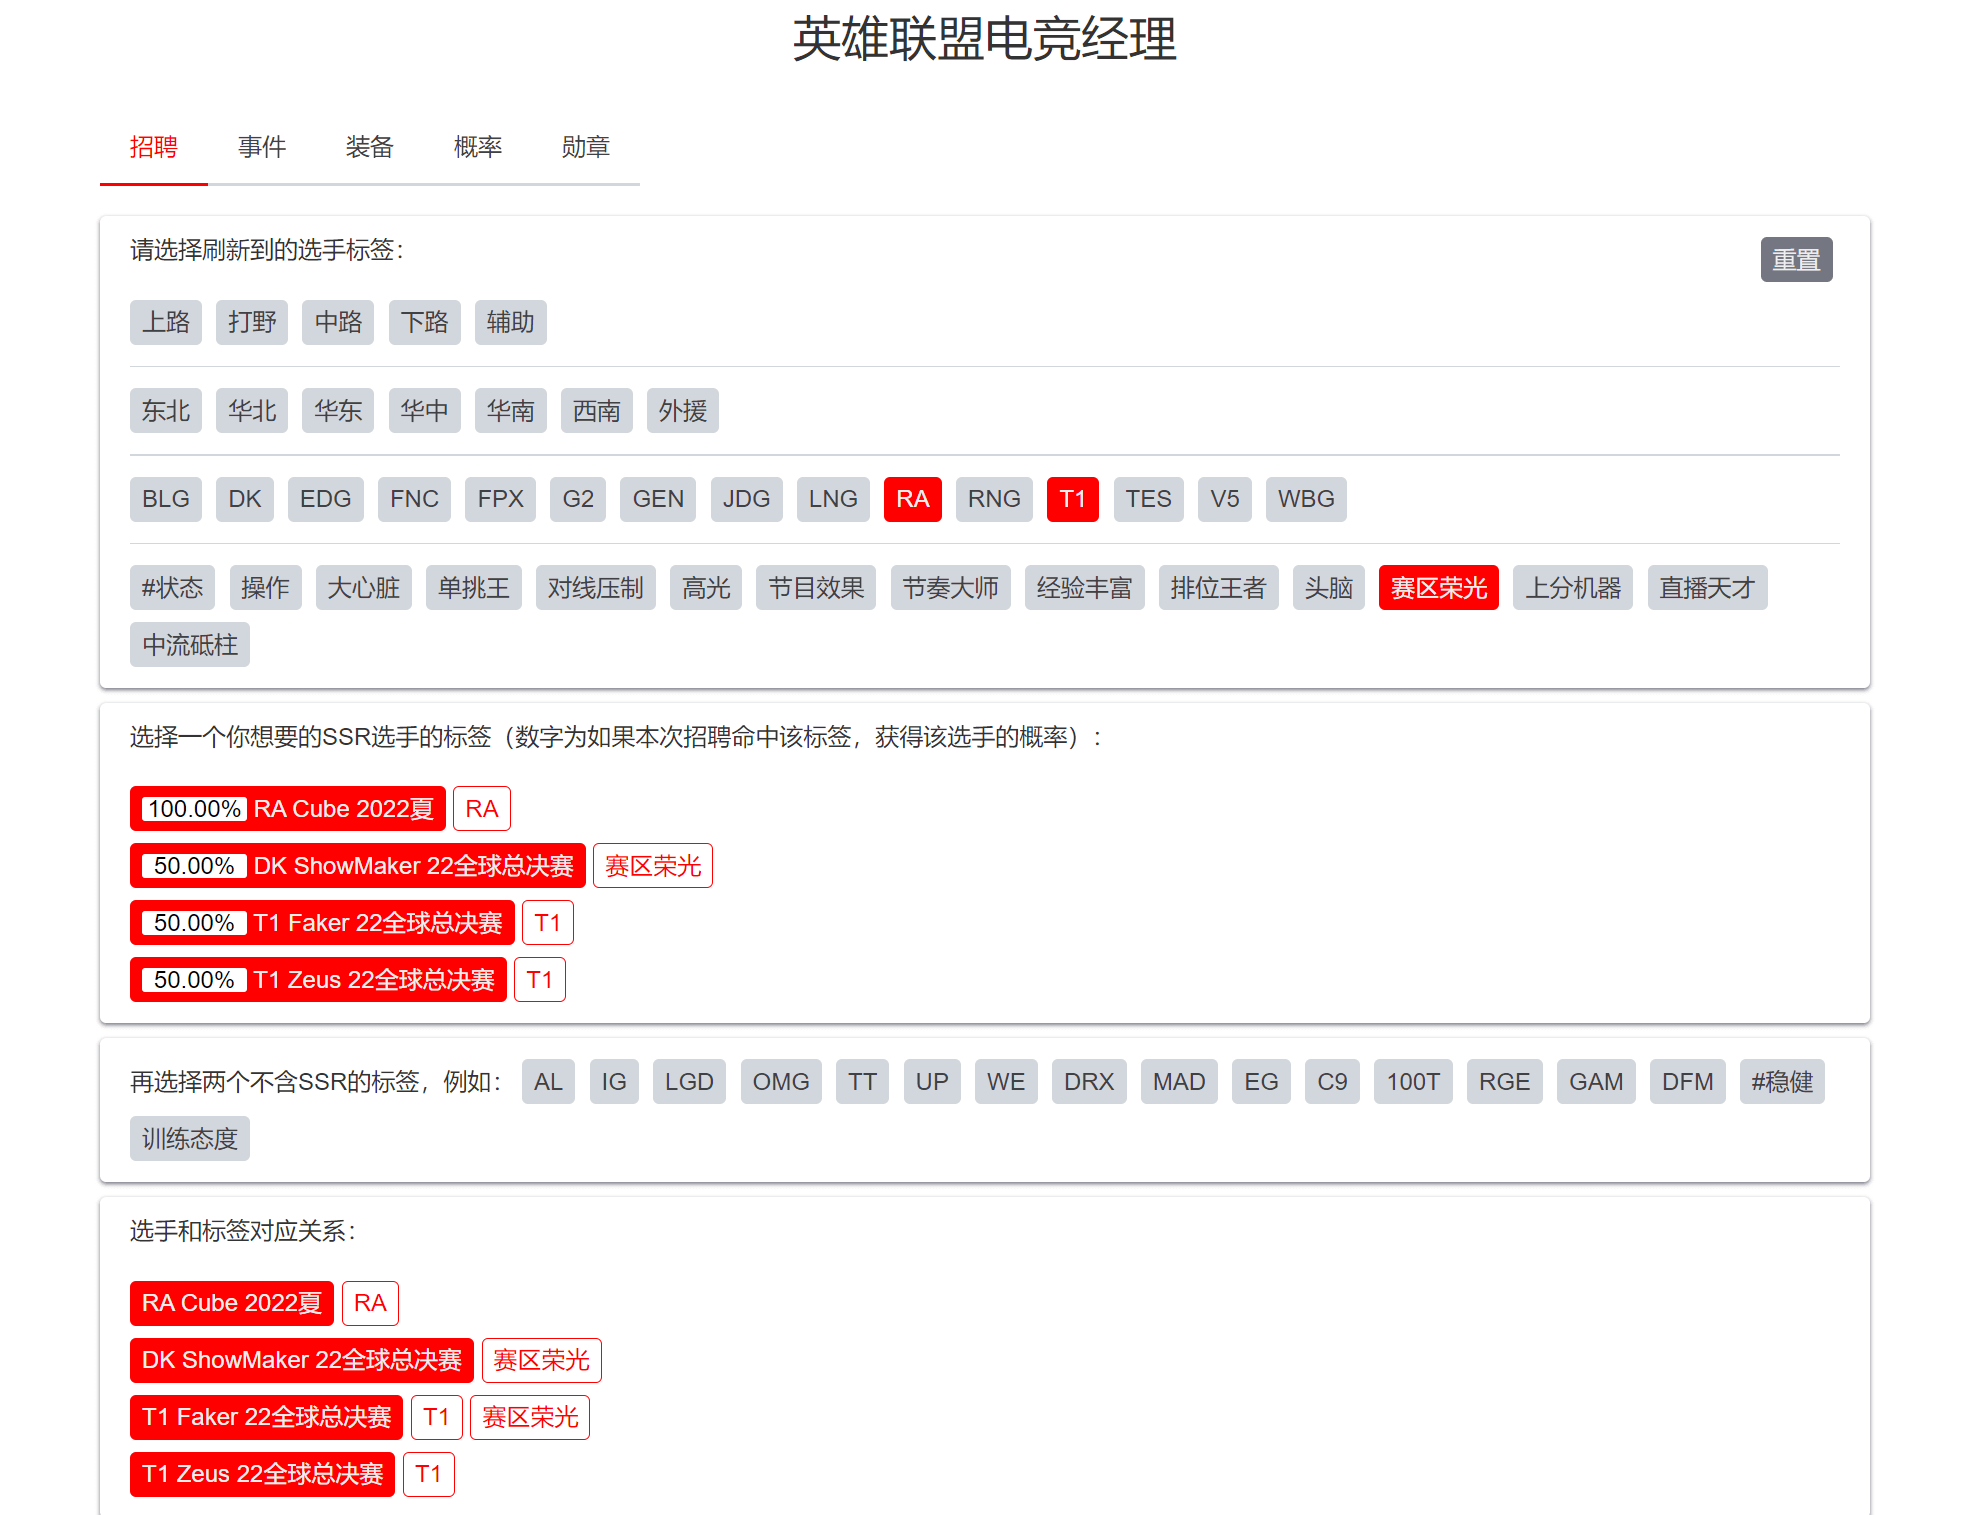 英雄联盟电竞经理
招聘 事件 装备 概率 勋章
请选择刷新到的选手标签：
重置
上路 打野 中路 下路 辅助
东北 华北 华东 华中 华南 西南 外援
BLG DK EDG FNC FPX G2 GEN JDG LNG RA RNG T1 TES V5 WBG
#状态 操作 大心脏 单挑王 对线压制 高光 节目效果 节奏大师 经验丰富 排位王者 头脑 赛区荣光 上分机器 直播天才
中流砥柱
选择一个你想要的SSR选手的标签（数字为如果本次招聘命中该标签，获得该选手的概率）：
100.00% RA Cube 2022夏 RA
50.00% DK ShowMaker 22全球总决赛 赛区荣光
50.00% T1 Faker 22全球总决赛 T1
50.00% T1 Zeus 22全球总决赛 T1
再选择两个不含SSR的标签，例如： AL IG LGD OMG TT UP WE DRX MAD EG C9 100T RGE GAM DFM #稳健
训练态度
选手和标签对应关系：
RA Cube 2022夏 RA
DK ShowMaker 22全球总决赛 赛区荣光
T1 Faker 22全球总决赛 T1 赛区荣光
T1 Zeus 22全球总决赛 T1